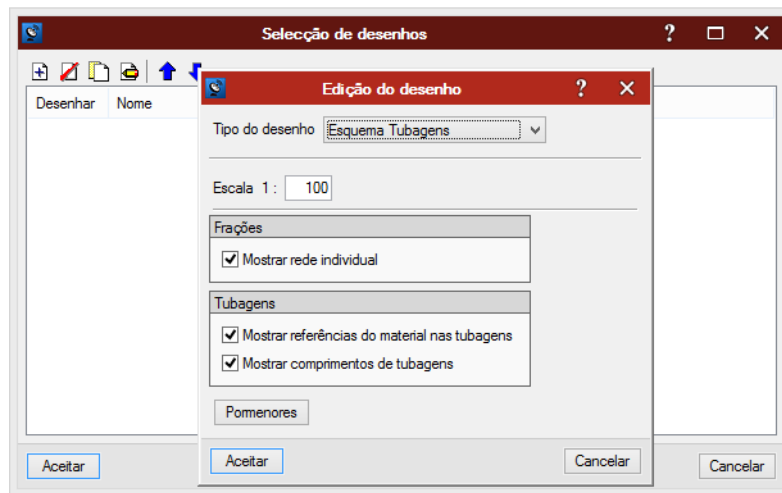 Selecção de desenhos
Desenhar Nome
Edição do desenho
Tipo do desenho Esquema Tubagens
Escala 1 : 100
Frações
Mostrar rede individual
Tubagens
Mostrar referências do material nas tubagens
Mostrar comprimentos de tubagens
Pormenores
Aceitar Cancelar
Aceitar Cancelar